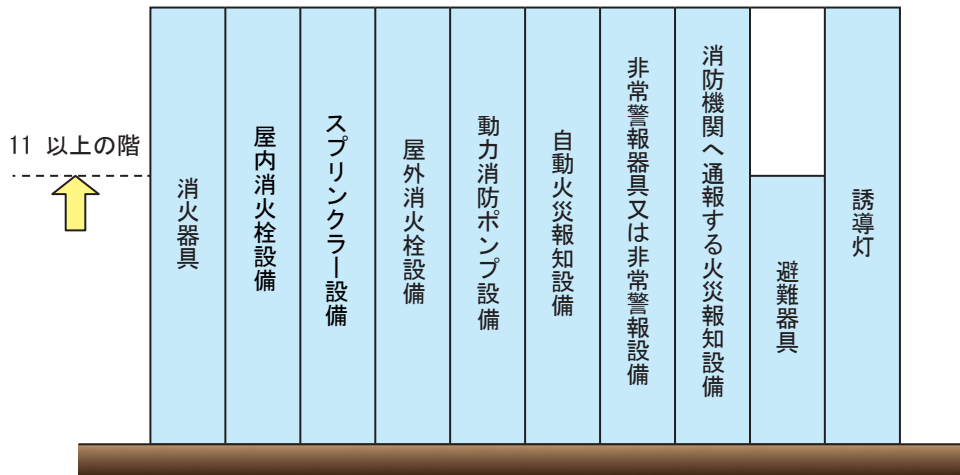 11 以上の階
消火器具
屋内消火栓設備
スプリンクラー設備
屋外消火栓設備
動力消防ポンプ設備
自動火災報知設備
非常警報器具又は非常警報設備
消防機関へ通報する火災報知設備
避難器具
誘導灯